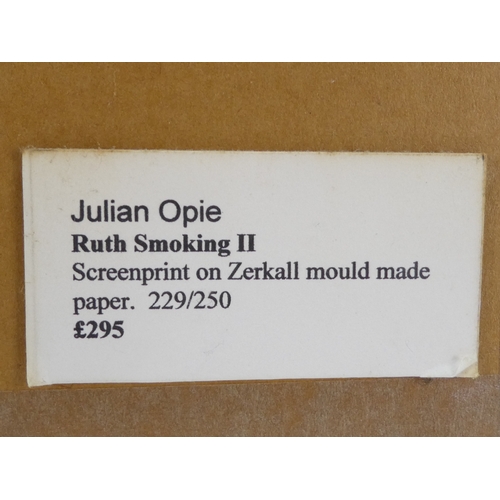 Julian Opie
Ruth Smoking II
Screenprint on Zerkall mould made
paper.  229/250
£295